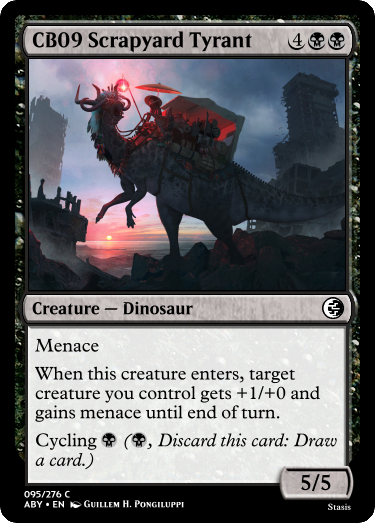 CB09 Scrapyard Tyrant 4
Creature — Dinosaur
Menace
When this creature enters, target
creature you control gets +1/+0 and
gains menace until end of turn.
Cycling (, Discard this card: Draw
a card.)
5/5
095/276 C
ABY • EN Guillem H. Pongiluppi
Stasis